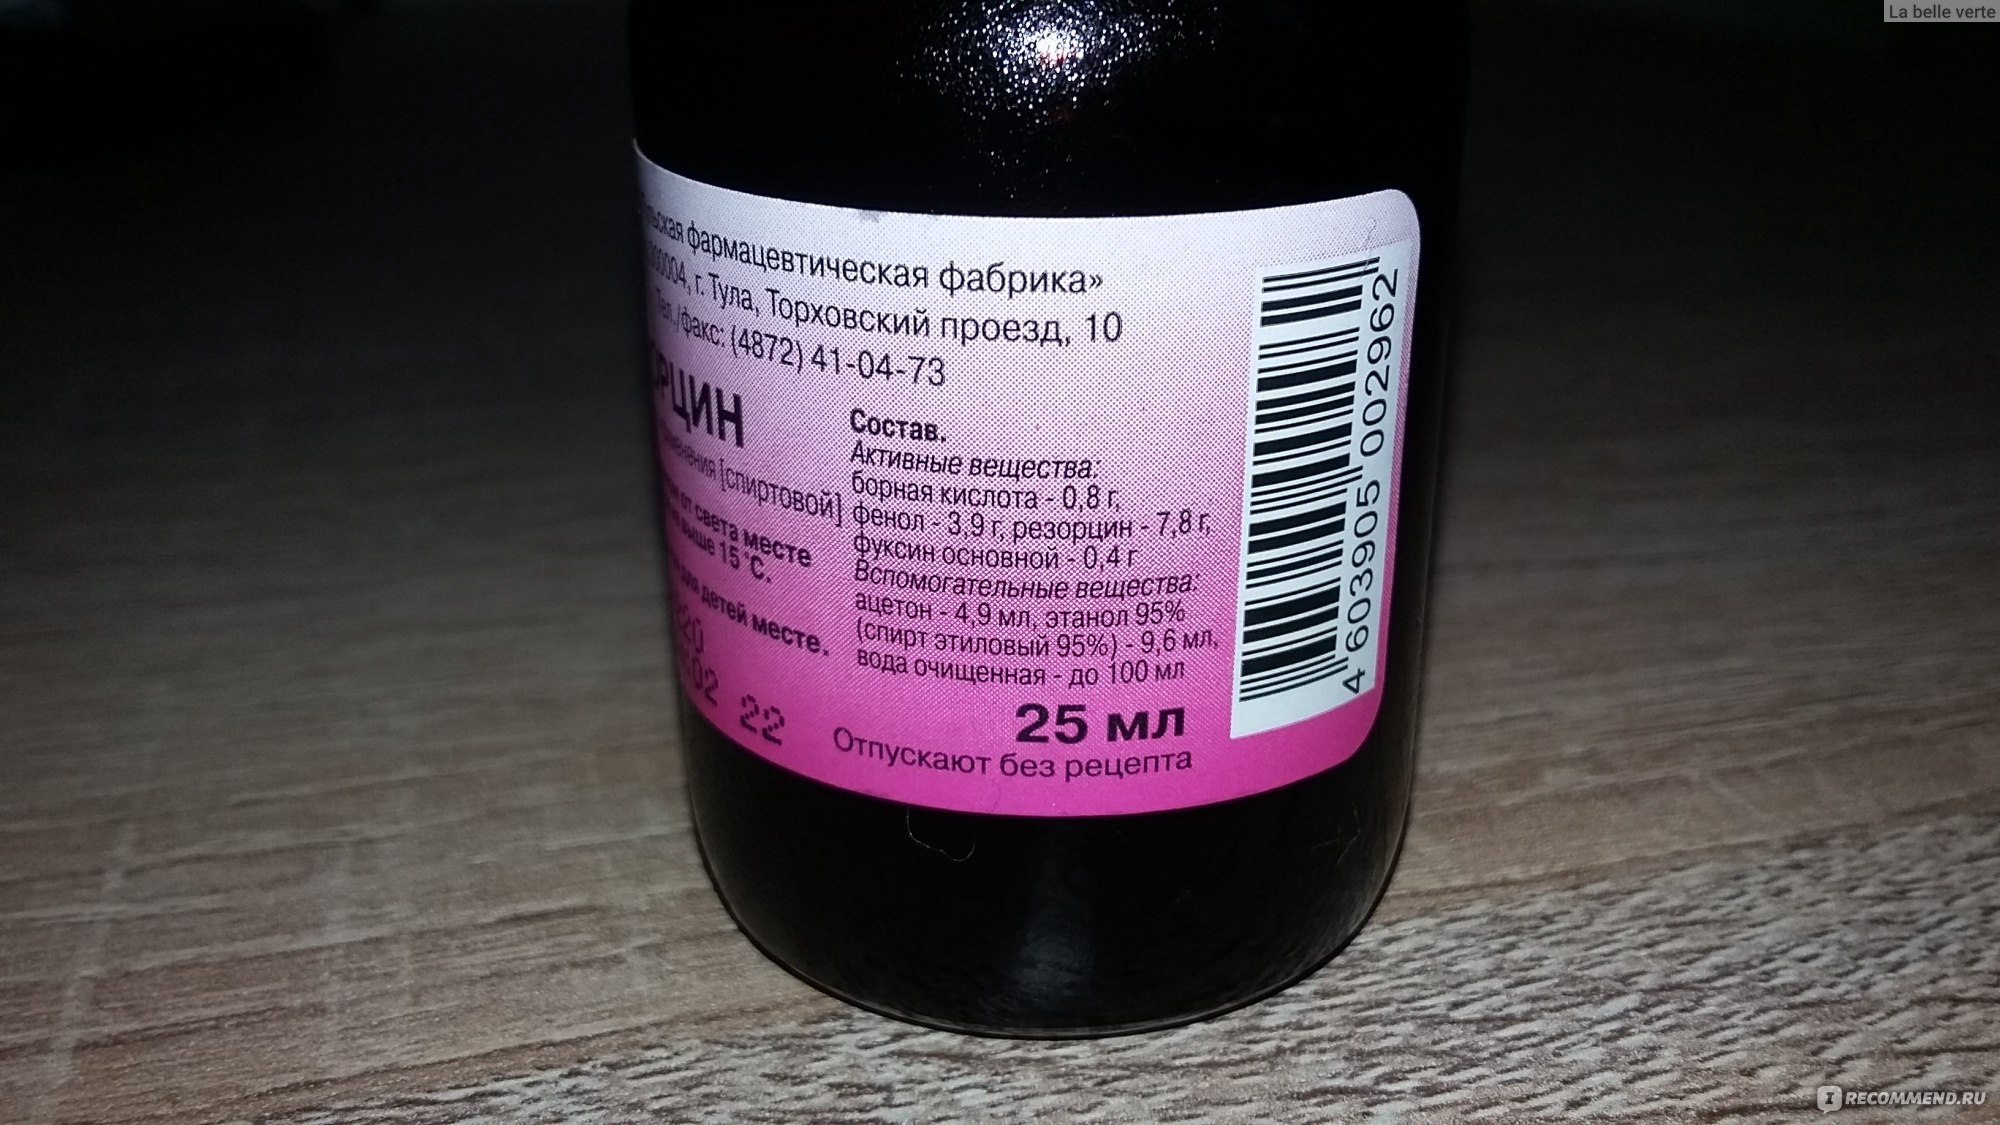 La belle verte
фармацевтическая фабрика»
г. Тула, Торховский проезд, 10
Тел./факс: (4872) 41-04-73
РЦИН
[спиртовой]
от света месте
выше 15 °С.
для детей месте.
02 22
Состав.
Активные вещества:
борная кислота - 0,8 г,
фенол - 3,9 г, резорцин - 7,8 г,
фуксин основной - 0,4 г
Вспомогательные вещества:
ацетон - 4,9 мл, этанол 95%
(спирт этиловый 95%) - 9,6 мл,
вода очищенная - до 100 мл
25 мл
Отпускают без рецепта
4 603905 002962
RECOMMEND.RU